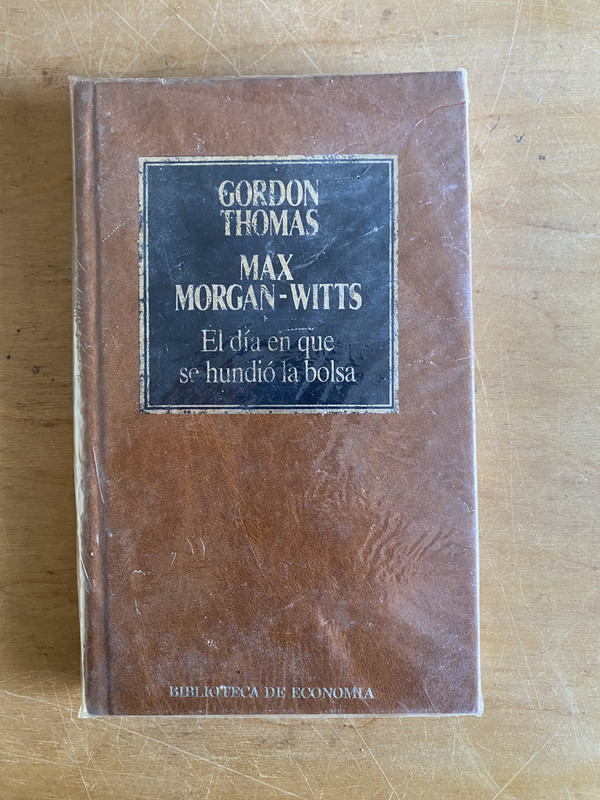 GORDON
THOMAS
MAX
MORGAN-WITTS
El día en que
se hundió la bolsa
BIBLIOTECA DE ECONOMIA